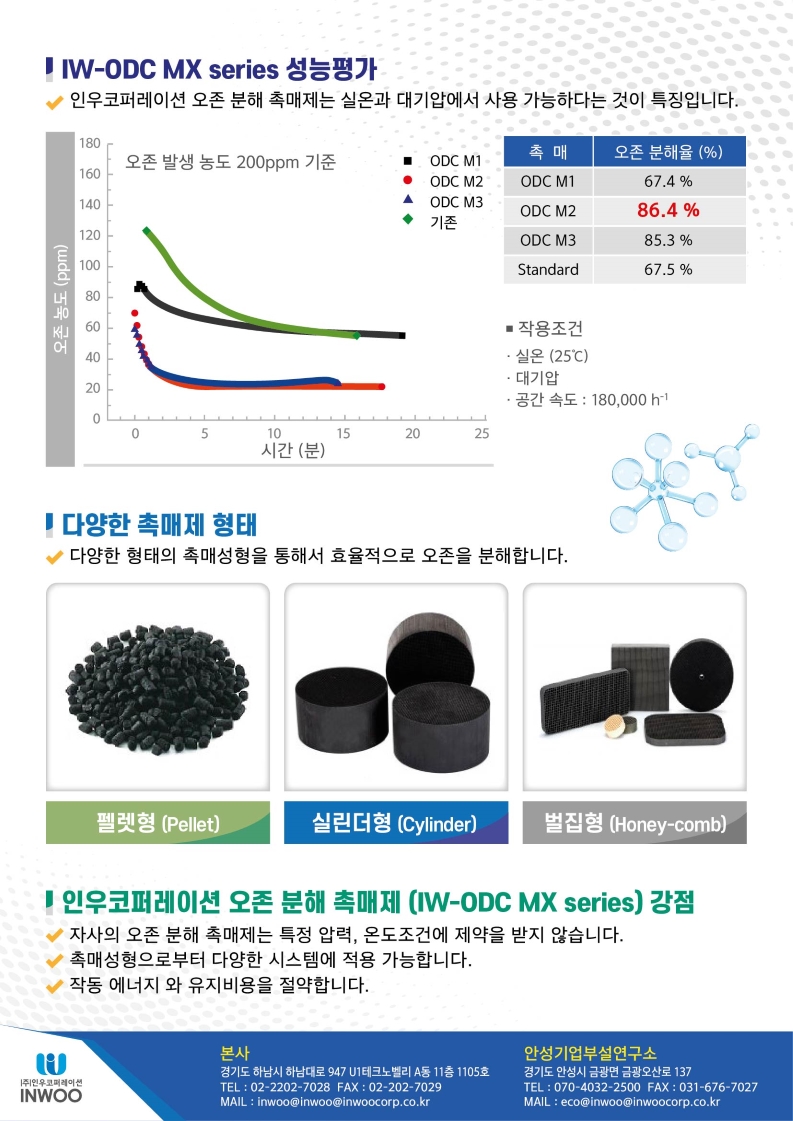 IW-ODC MX series 성능평가
인우코퍼레이션 오존 분해 촉매제는 실온과 대기압에서 사용 가능하다는 것이 특징입니다.
오존 농도 (ppm)
180
160
140
120
100
80
60
40
20
0
오존 발생 농도 200ppm 기준
ODC M1
ODC M2
ODC M3
기존
0 5 10 15 20 25
시간 (분)
촉 매 오존 분해율 (%)
ODC M1 67.4 %
ODC M2 86.4 %
ODC M3 85.3 %
Standard 67.5 %
■ 작용조건
· 실온 (25℃)
· 대기압
· 공간 속도 : 180,000 h⁻¹
다양한 촉매제 형태
다양한 형태의 촉매성형을 통해서 효율적으로 오존을 분해합니다.
펠렛형 (Pellet)
실린더형 (Cylinder)
벌집형 (Honey-comb)
인우코퍼레이션 오존 분해 촉매제 (IW-ODC MX series) 강점
자사의 오존 분해 촉매제는 특정 압력, 온도조건에 제약을 받지 않습니다.
촉매성형으로부터 다양한 시스템에 적용 가능합니다.
작동 에너지 와 유지비용을 절약합니다.
(주)인우코퍼레이션
INWOO
본사
경기도 하남시 하남대로 947 U1테크노벨리 A동 11층 1105호
TEL : 02-2202-7028 FAX : 02-202-7029
MAIL : inwoo@inwoo@inwoocorp.co.kr
안성기업부설연구소
경기도 안성시 금광면 금광오산로 137
TEL : 070-4032-2500 FAX : 031-676-7027
MAIL : eco@inwoo@inwoocorp.co.kr